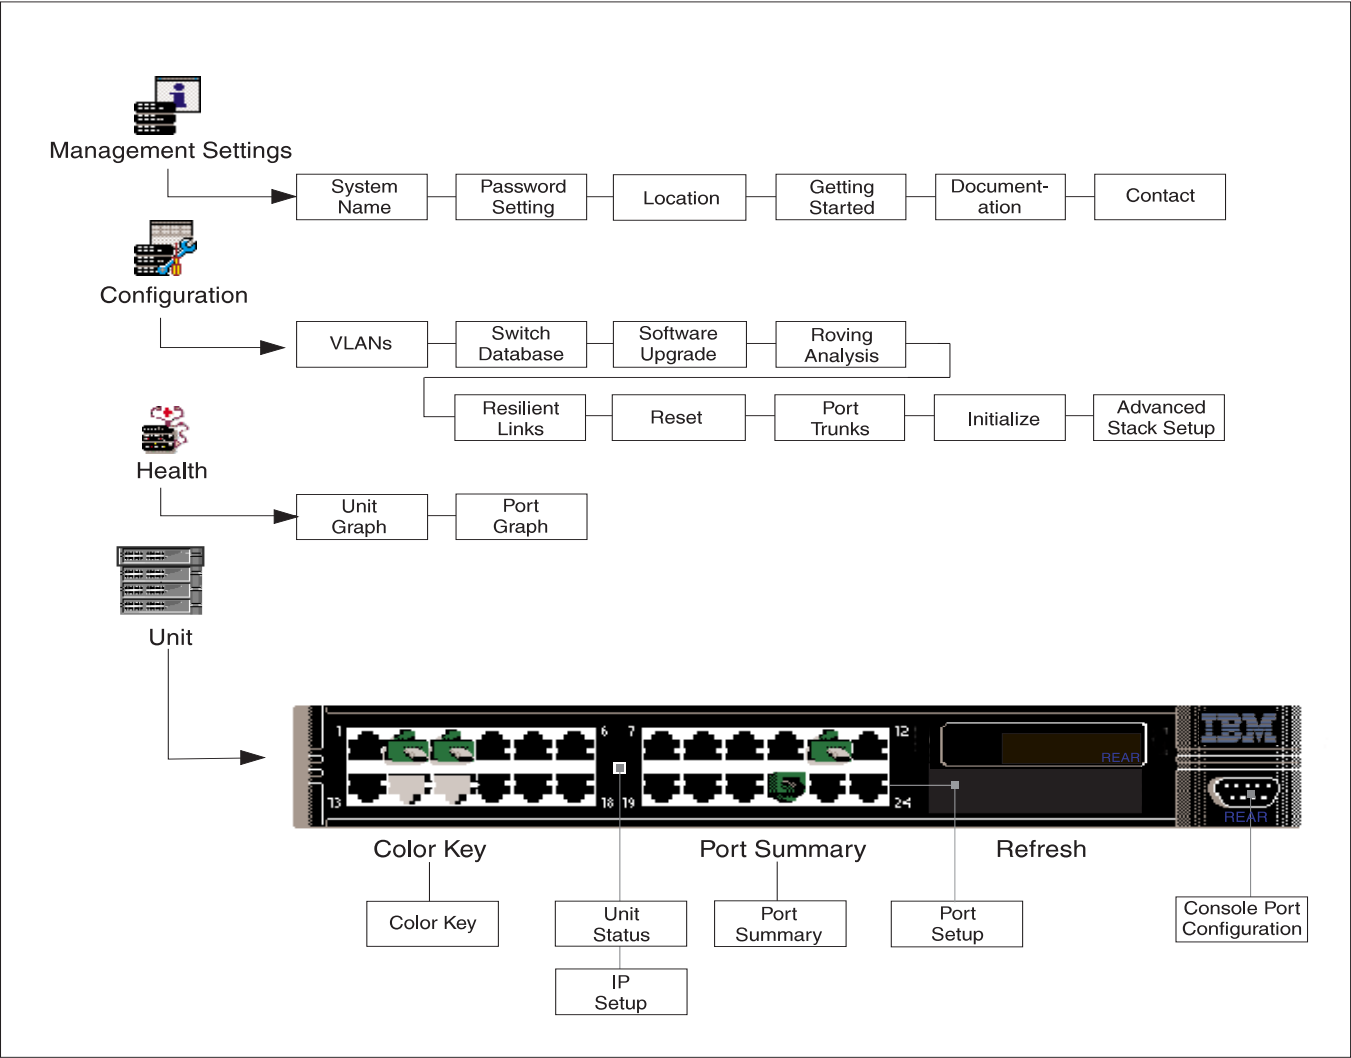 Management Settings
System
Name
Password
Setting
Location
Getting
Started
Document-
ation
Contact
Configuration
VLANs
Switch
Database
Software
Upgrade
Roving
Analysis
Resilient
Links
Reset
Port
Trunks
Initialize
Advanced
Stack Setup
Health
Unit
Graph
Port
Graph
Unit
1
6
7
12
IBM
REAR
13
18
19
24
REAR
Color Key
Port Summary
Refresh
Color Key
Unit
Status
Port
Summary
Port
Setup
Console Port
Configuration
IP
Setup